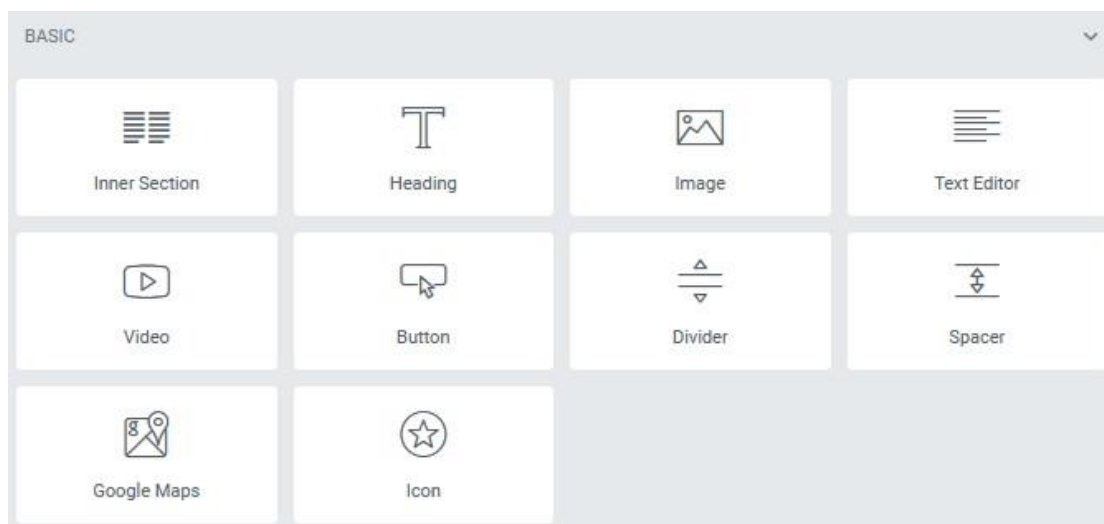 BASIC
Inner Section
Heading
Image
Text Editor
Video
Button
Divider
Spacer
Google Maps
Icon